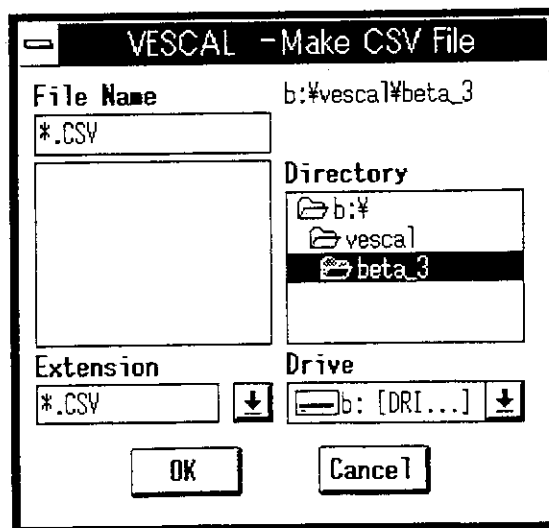 VESCAL -Make CSV File
File Name
b:¥vescal¥beta_3
*.CSV
Directory
b:¥
vescal
beta_3
Extension
Drive
*.CSV
b: [DRI...]
OK
Cancel